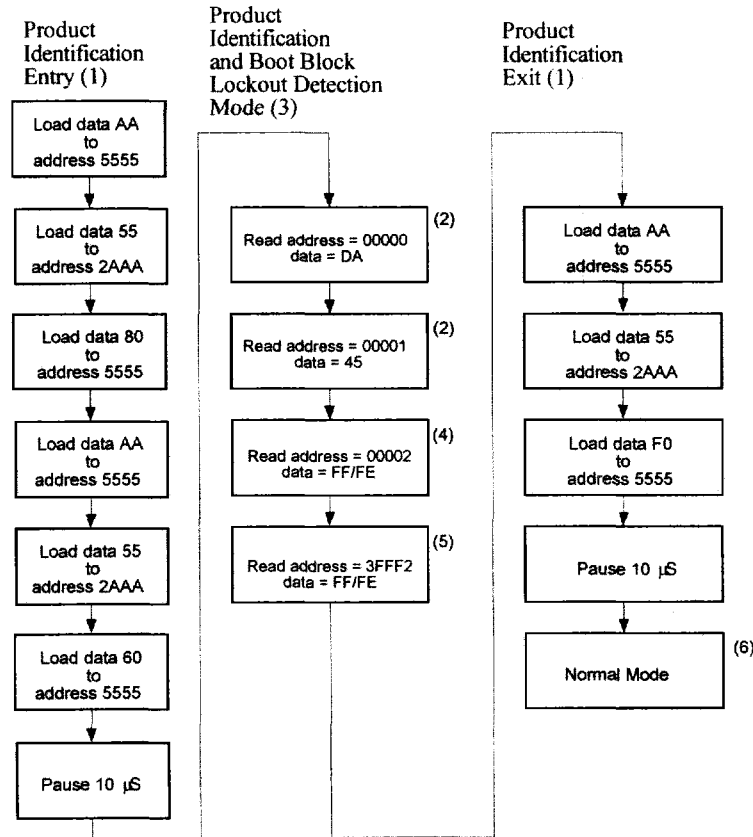 Product
Identification
Entry (1)
Load data AA
to
address 5555
Load data 55
to
address 2AAA
Load data 80
to
address 5555
Load data AA
to
address 5555
Load data 55
to
address 2AAA
Load data 60
to
address 5555
Pause 10 μS
Product
Identification
and Boot Block
Lockout Detection
Mode (3)
(2)
Read address = 00000
data = DA
(2)
Read address = 00001
data = 45
(4)
Read address = 00002
data = FF/FE
(5)
Read address = 3FFF2
data = FF/FE
Product
Identification
Exit (1)
Load data AA
to
address 5555
Load data 55
to
address 2AAA
Load data F0
to
address 5555
Pause 10 μS
(6)
Normal Mode